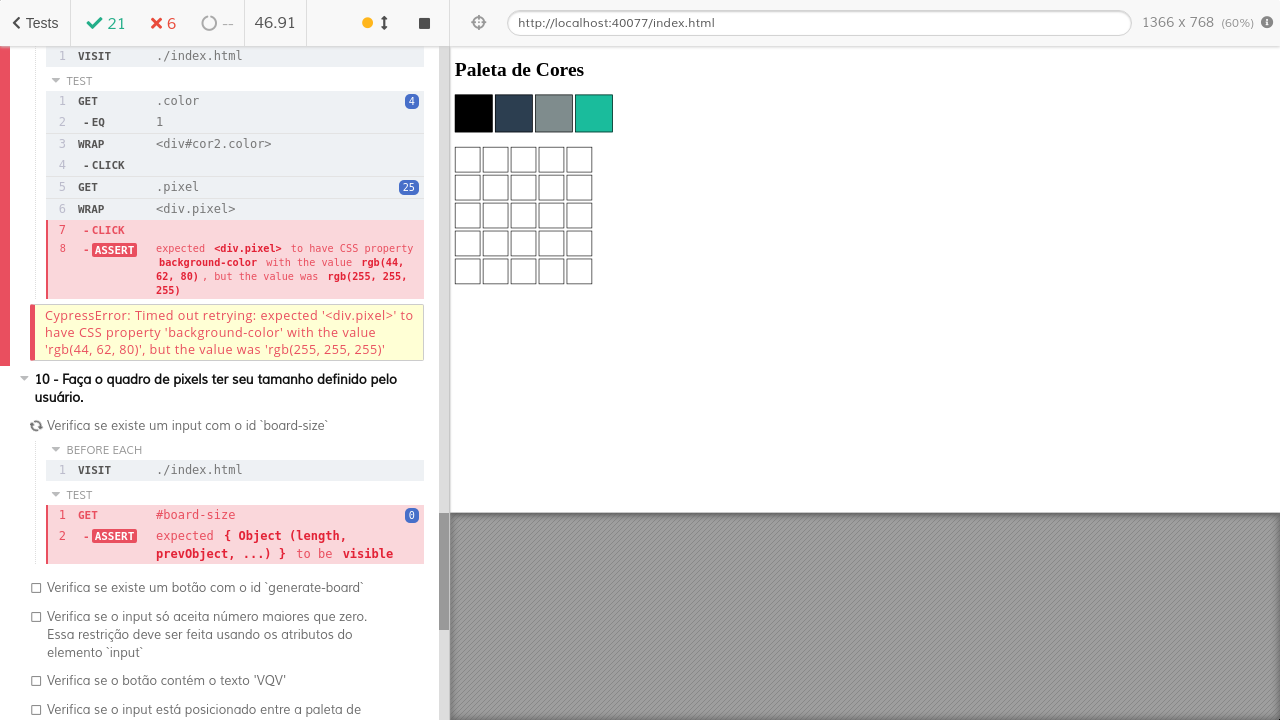 Tests
21
6
--
46.91
http://localhost:40077/index.html
1366 x 768 (60%)
1 VISIT ./index.html
TEST
1 GET .color 4
2 - EQ 1
3 WRAP <div#cor2.color>
4 - CLICK
5 GET .pixel 25
6 WRAP <div.pixel>
7 - CLICK
8 - ASSERT expected <div.pixel> to have CSS property
background-color with the value rgb(44,
62, 80) , but the value was rgb(255, 255,
255)
CypressError: Timed out retrying: expected '<div.pixel>' to
have CSS property 'background-color' with the value
'rgb(44, 62, 80)', but the value was 'rgb(255, 255, 255)'
10 - Faça o quadro de pixels ter seu tamanho definido pelo
usuário.
Verifica se existe um input com o id `board-size`
BEFORE EACH
1 VISIT ./index.html
TEST
1 GET #board-size 0
2 - ASSERT expected { Object (length,
prevObject, ...) } to be visible
Verifica se existe um botão com o id `generate-board`
Verifica se o input só aceita número maiores que zero.
Essa restrição deve ser feita usando os atributos do
elemento `input`
Verifica se o botão contém o texto 'VQV'
Verifica se o input está posicionado entre a paleta de
Paleta de Cores